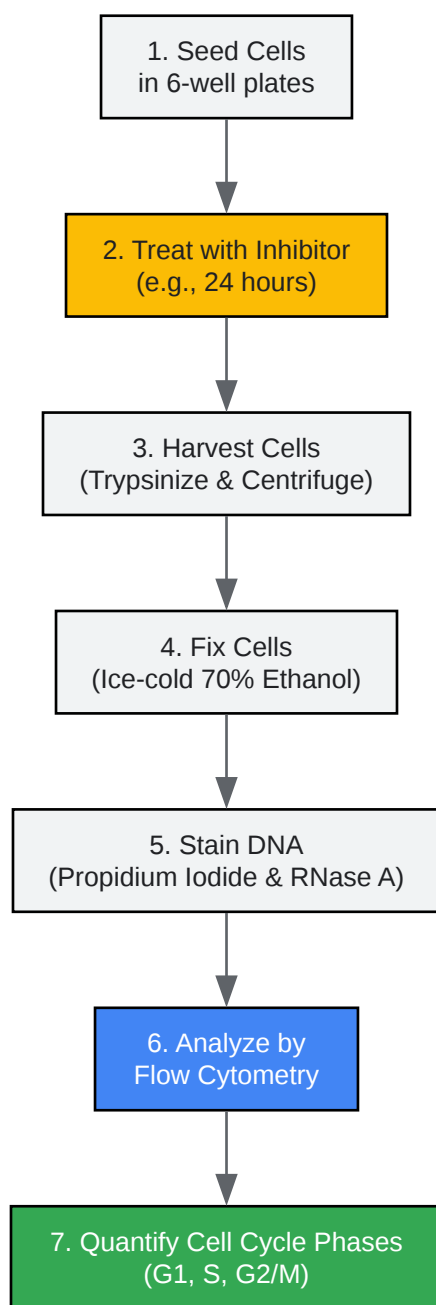 1. Seed Cells
in 6-well plates
2. Treat with Inhibitor
(e.g., 24 hours)
3. Harvest Cells
(Trypsinize & Centrifuge)
4. Fix Cells
(Ice-cold 70% Ethanol)
5. Stain DNA
(Propidium Iodide & RNase A)
6. Analyze by
Flow Cytometry
7. Quantify Cell Cycle Phases
(G1, S, G2/M)